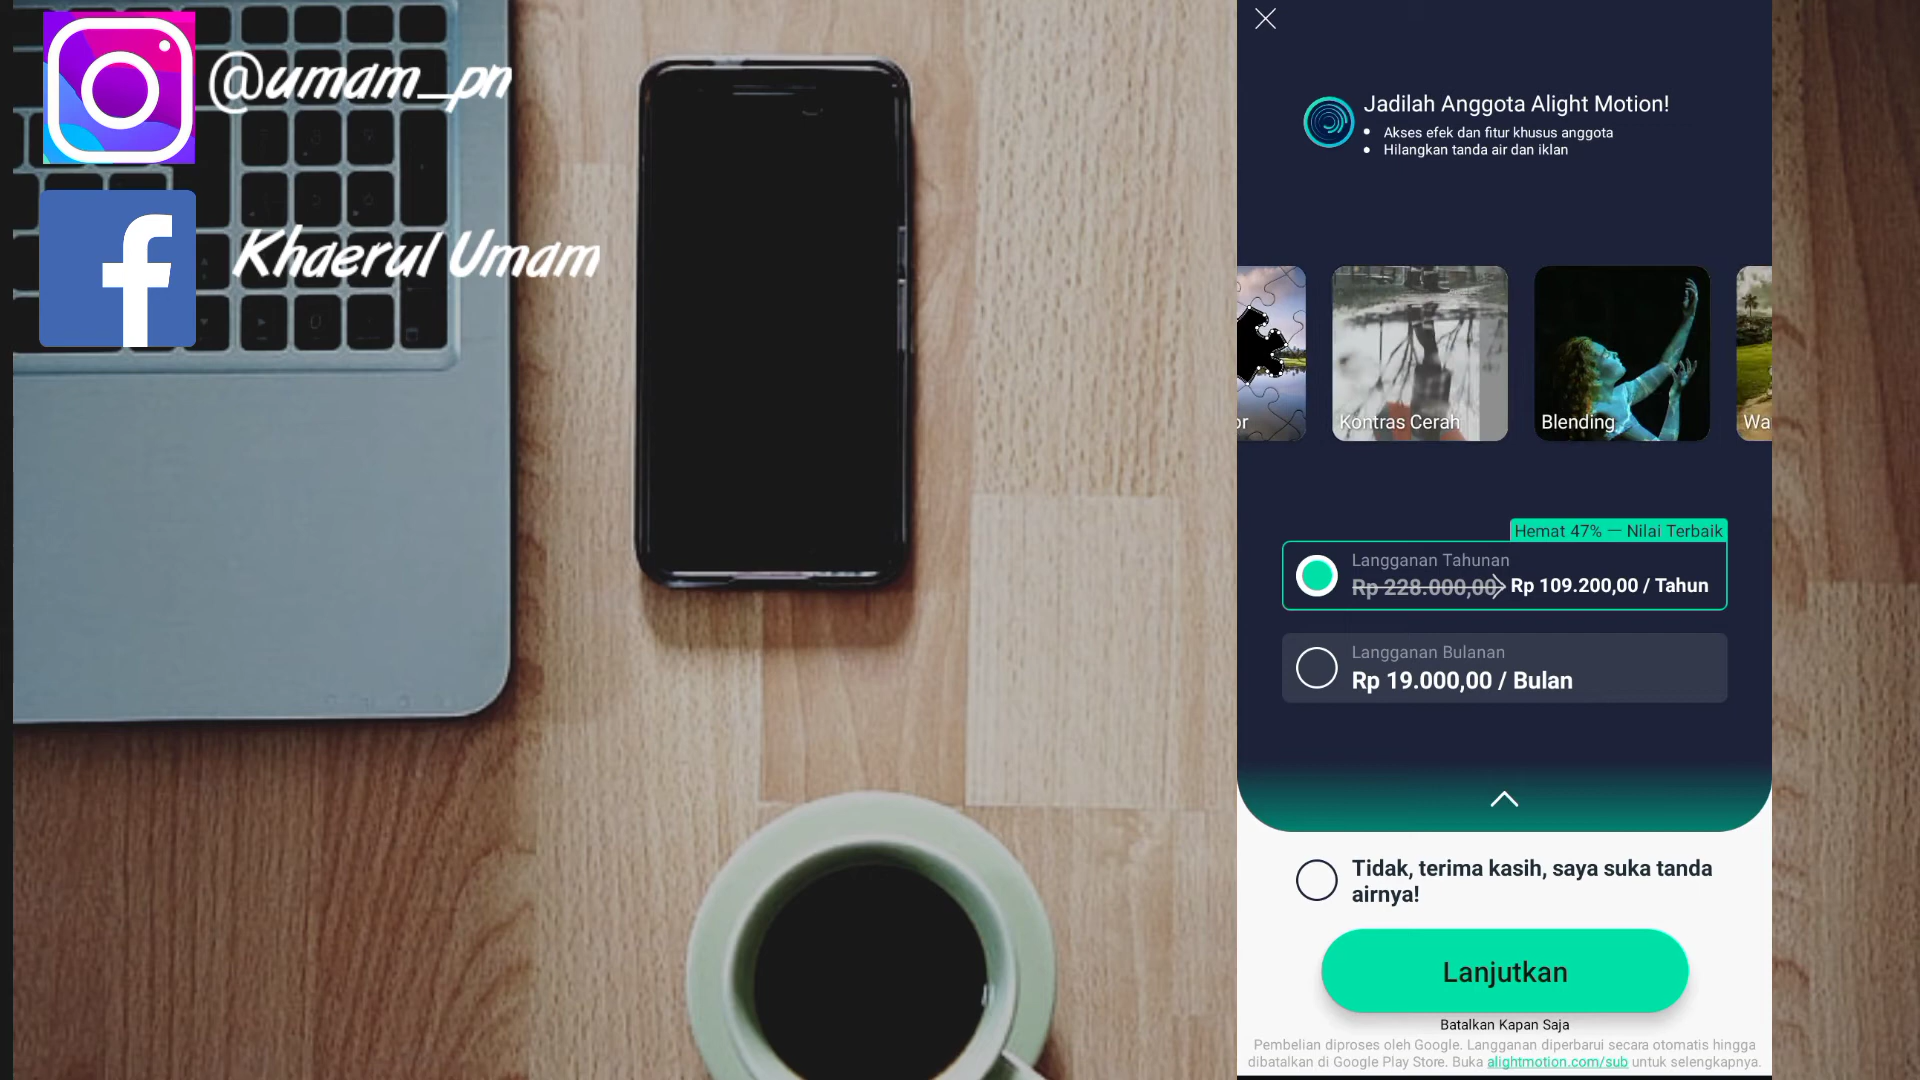 @umam_pn
Khaerul Umam
Jadilah Anggota Alight Motion!
• Akses efek dan fitur khusus anggota
• Hilangkan tanda air dan iklan
or
Kontras Cerah
Blending
Wa
Hemat 47% — Nilai Terbaik
Langganan Tahunan
Rp 228.000,00 Rp 109.200,00 / Tahun
Langganan Bulanan
Rp 19.000,00 / Bulan
Tidak, terima kasih, saya suka tanda
airnya!
Lanjutkan
Batalkan Kapan Saja
Pembelian diproses oleh Google. Langganan diperbarui secara otomatis hingga
dibatalkan di Google Play Store. Buka alightmotion.com/sub untuk selengkapnya.